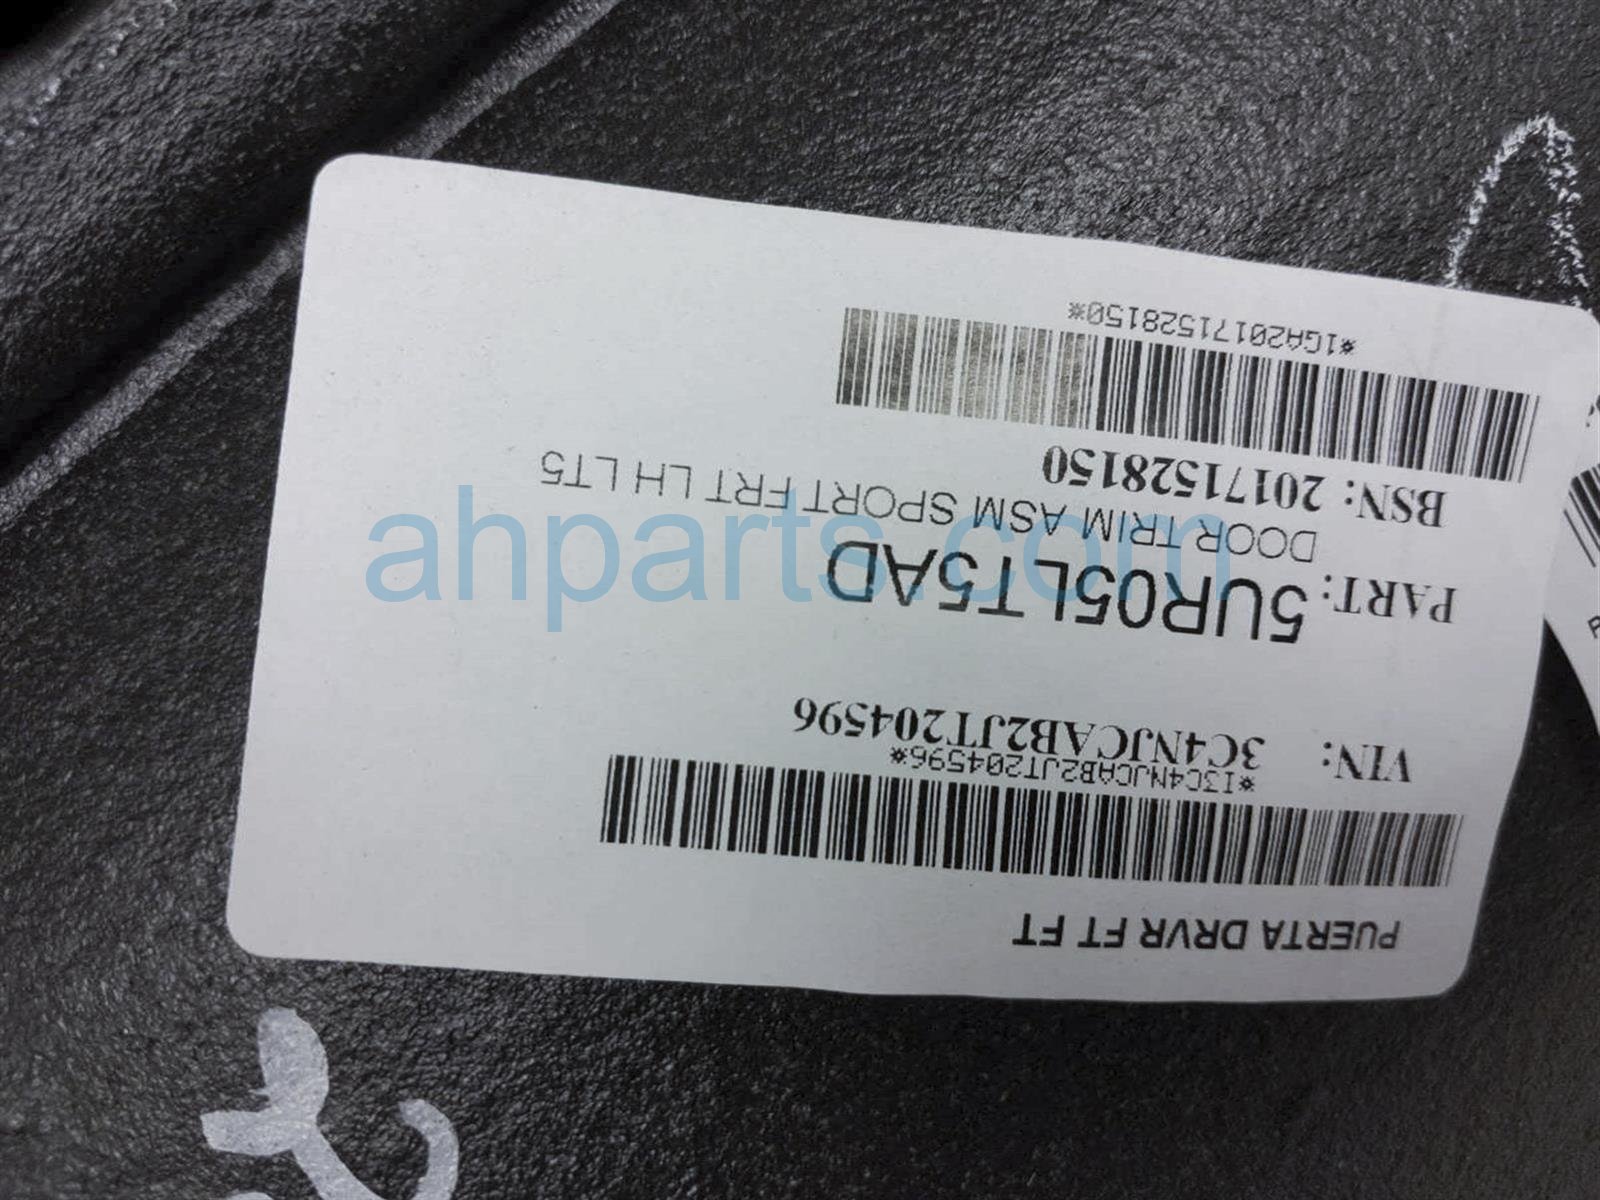 PUERTA DRVR FT FT
*I3C4NJCAB2JT204596*
VIN: 3C4NJCAB2JT204596
PART: 5UR05LT5AD
DOOR TRIM ASM SPORT FRT LH LT5
BSN: 20171528150
*1GA20171528150*
ahparts.com